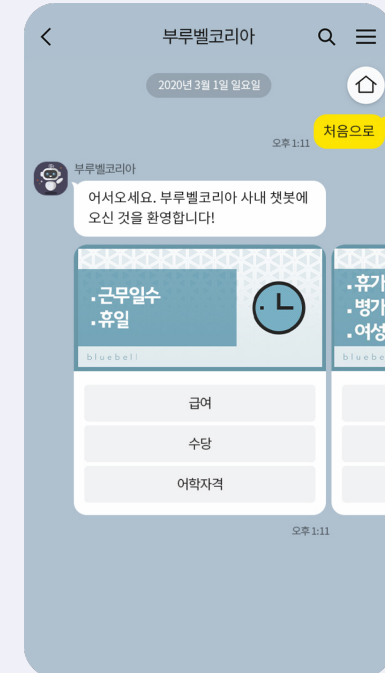 부루벨코리아
2020년 3월 1일 일요일
처음으로
오후 1:11
부루벨코리아
어서오세요. 부루벨코리아 사내 챗봇에
오신 것을 환영합니다!
.근무일수
.휴일
bluebell
급여
수당
어학자격
.휴가
.병가
.여성
bluebe
오후 1:11